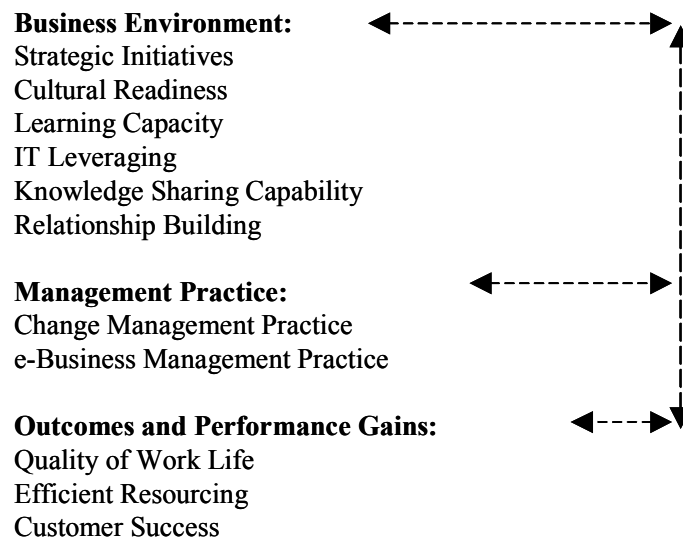 Business Environment:
Strategic Initiatives
Cultural Readiness
Learning Capacity
IT Leveraging
Knowledge Sharing Capability
Relationship Building
Management Practice:
Change Management Practice
e-Business Management Practice
Outcomes and Performance Gains:
Quality of Work Life
Efficient Resourcing
Customer Success